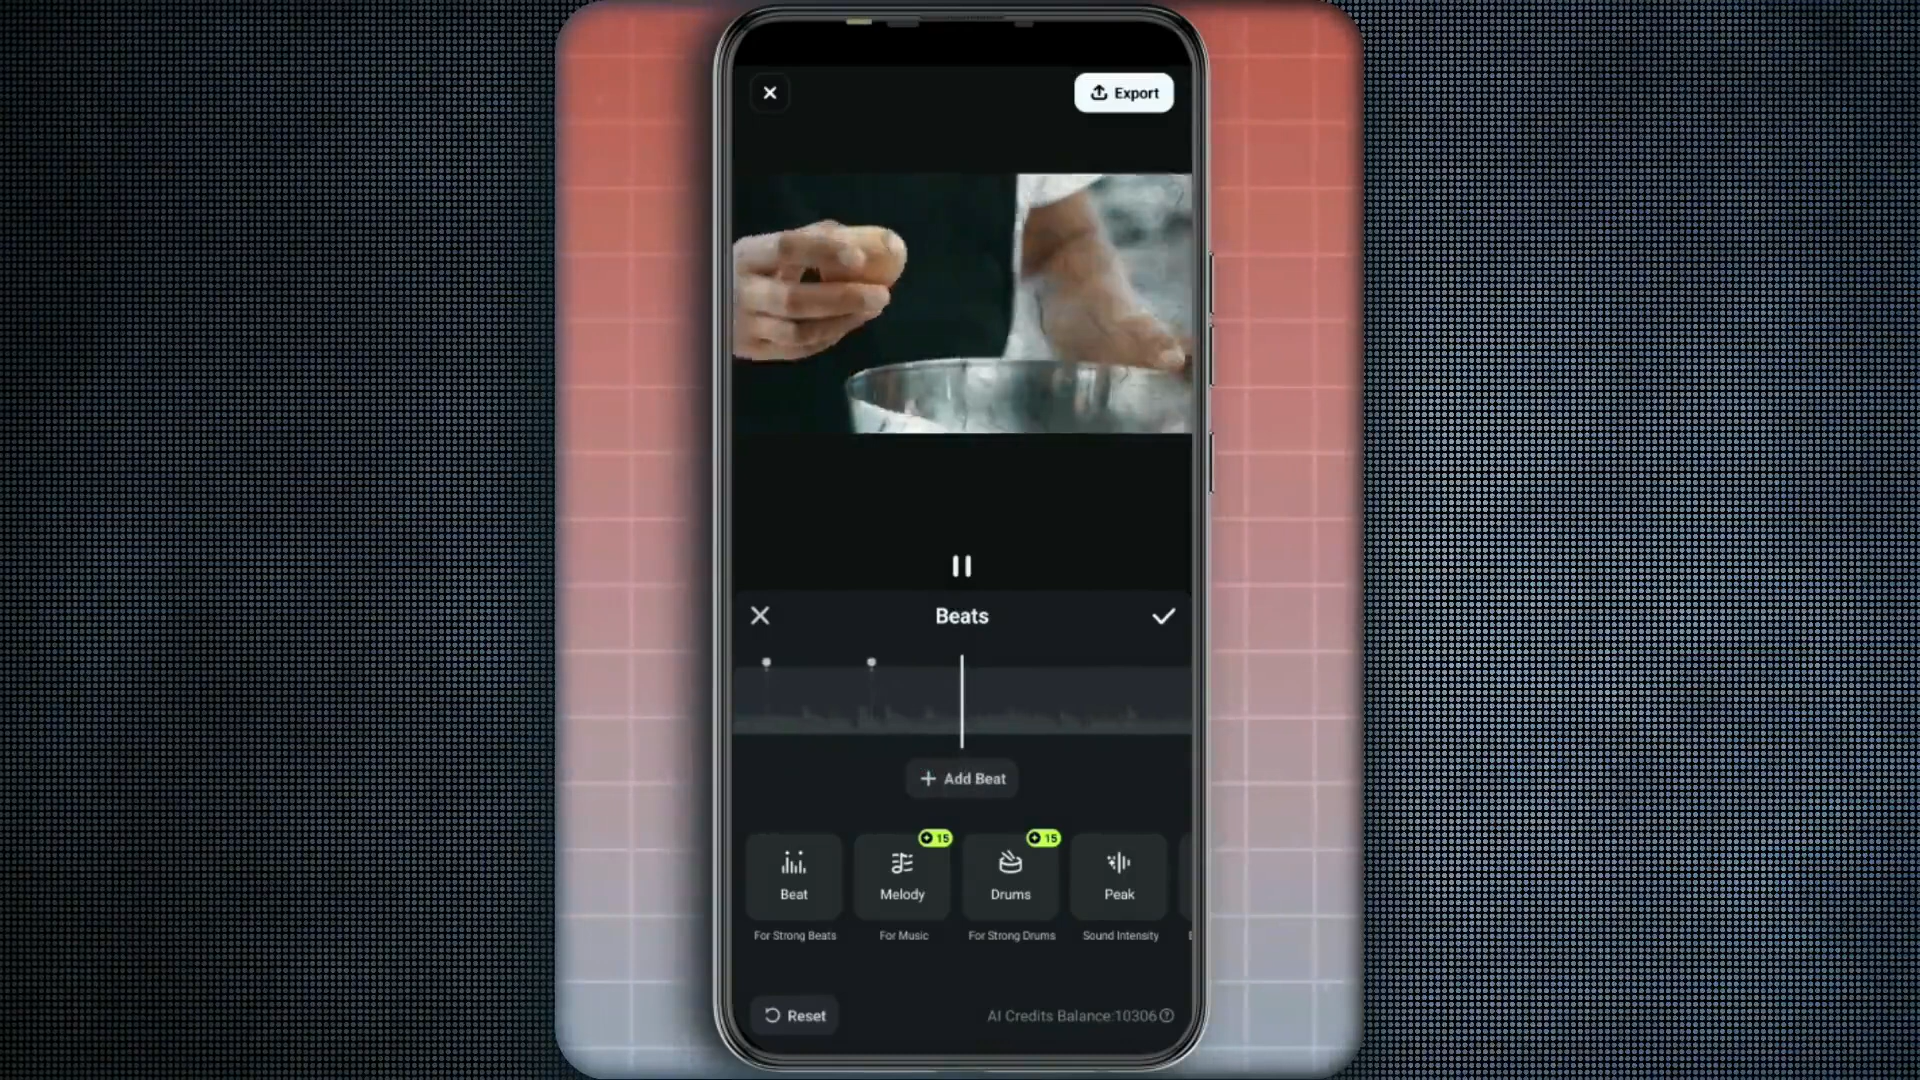 Export
Beats
Add Beat
15
15
Beat
Melody
Drums
Peak
For Strong Beats
For Music
For Strong Drums
Sound Intensity
Reset
AI Credits Balance:10306